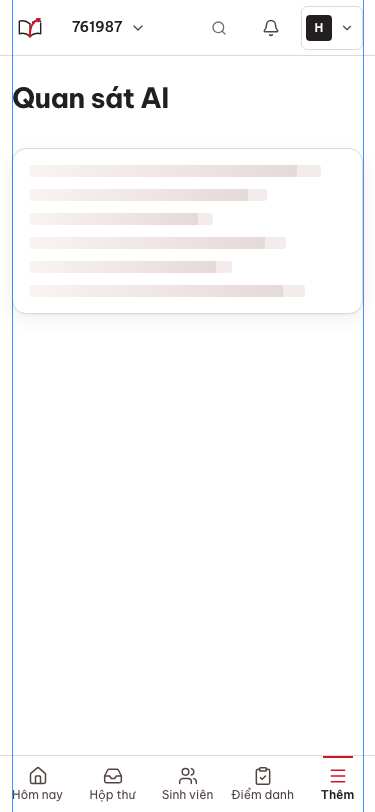 761987
H
Quan sát AI
Hôm nay
Hộp thư
Sinh viên
Điểm danh
Thêm